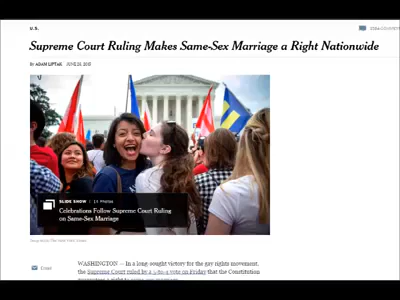 U.S.
Supreme Court Ruling Makes Same-Sex Marriage a Right Nationwide
By ADAM LIPTAK JUNE 26, 2015
SLIDE SHOW | 14 Photos
Celebrations Follow Supreme Court Ruling
on Same-Sex Marriage
Email
WASHINGTON — In a long-sought victory for the gay rights movement,
the Supreme Court ruled by a 5-to-4 vote on Friday that the Constitution